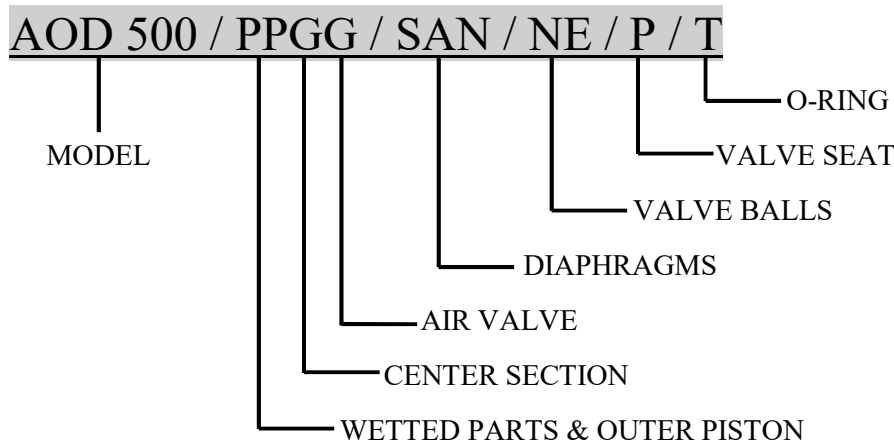 AOD 500 / PPGG / SAN / NE / P / T
O-RING
MODEL
VALVE SEAT
VALVE BALLS
DIAPHRAGMS
AIR VALVE
CENTER SECTION
WETTED PARTS & OUTER PISTON